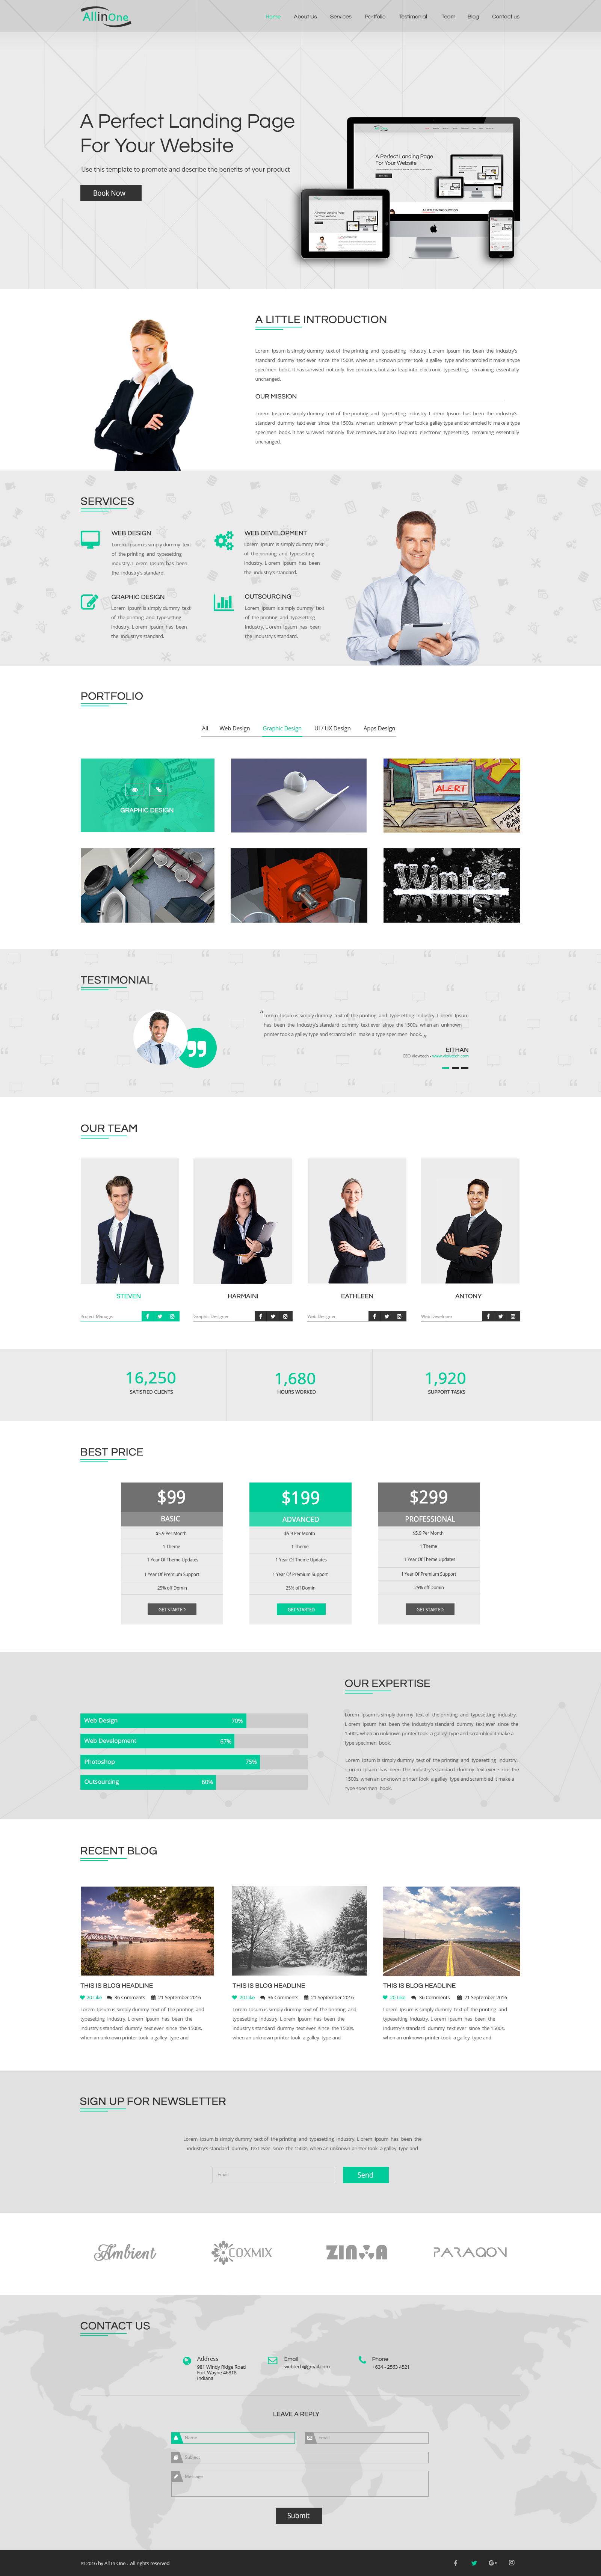 AllinOne
Home About Us Services Portfolio Testimonial Team Blog Contact us
A Perfect Landing Page
For Your Website
Use this template to promote and describe the benefits of your product
Book Now
A LITTLE INTRODUCTION
Lorem Ipsum is simply dummy text of the printing and typesetting industry. Lorem Ipsum has been the industry's
standard dummy text ever since the 1500s, when an unknown printer took a galley type and scrambled it make a type
specimen book. It has survived not only five centuries, but also leap into electronic typesetting, remaining essentially
unchanged.
OUR MISSION
Lorem Ipsum is simply dummy text of the printing and typesetting industry. Lorem Ipsum has been the industry's
standard dummy text ever since the 1500s, when an unknown printer took a galley type and scrambled it make a type
specimen book. It has survived not only five centuries, but also leap into electronic typesetting, remaining essentially
unchanged.
SERVICES
WEB DESIGN
Lorem Ipsum is simply dummy text
of the printing and typesetting
industry. Lorem Ipsum has been
the industry's standard.
WEB DEVELOPMENT
Lorem Ipsum is simply dummy text
of the printing and typesetting
industry. Lorem Ipsum has been
the industry's standard.
GRAPHIC DESIGN
Lorem Ipsum is simply dummy text
of the printing and typesetting
industry. Lorem Ipsum has been
the industry's standard.
OUTSOURCING
Lorem Ipsum is simply dummy text
of the printing and typesetting
industry. Lorem Ipsum has been
the industry's standard.
PORTFOLIO
All Web Design Graphic Design UI / UX Design Apps Design
GRAPHIC DESIGN
ALERT
Winter
TESTIMONIAL
" Lorem Ipsum is simply dummy text of the printing and typesetting industry. Lorem Ipsum
has been the industry's standard dummy text ever since the 1500s, when an unknown
printer took a galley type and scrambled it make a type specimen book. "
EITHAN
OUR TEAM
STEVEN
Project Manager
HARMAINI
Graphic Designer
EATHLEEN
Web Designer
ANTONY
Web Developer
16,250
SATISFIED CLIENTS
1,680
HOURS WORKED
1,920
SUPPORT TASKS
BEST PRICE
$99
BASIC
$5,9 Per Month
1 Theme
1 Year Of Theme Updates
1 Year Of Premium Support
25% off Domin
GET STARTED
$199
ADVANCED
$5,9 Per Month
1 Theme
1 Year Of Theme Updates
1 Year Of Premium Support
25% off Domin
GET STARTED
$299
PROFESSIONAL
$5,9 Per Month
1 Theme
1 Year Of Theme Updates
1 Year Of Premium Support
25% off Domin
GET STARTED
Web Design 70%
Web Development 67%
Photoshop 75%
Outsourcing 60%
OUR EXPERTISE
Lorem Ipsum is simply dummy text of the printing and typesetting industry.
Lorem Ipsum has been the industry's standard dummy text ever since the
1500s, when an unknown printer took a galley type and scrambled it make a
type specimen book.
Lorem Ipsum is simply dummy text of the printing and typesetting industry.
Lorem Ipsum has been the industry's standard dummy text ever since the
1500s, when an unknown printer took a galley type and scrambled it make a
type specimen book.
RECENT BLOG
THIS IS BLOG HEADLINE
20 Like 36 Comments 21 September 2016
Lorem Ipsum is simply dummy text of the printing and
typesetting industry. Lorem Ipsum has been the
industry's standard dummy text ever since the 1500s,
when an unknown printer took a galley type and
THIS IS BLOG HEADLINE
20 Like 36 Comments 21 September 2016
Lorem Ipsum is simply dummy text of the printing and
typesetting industry. Lorem Ipsum has been the
industry's standard dummy text ever since the 1500s,
when an unknown printer took a galley type and
THIS IS BLOG HEADLINE
20 Like 36 Comments 21 September 2016
Lorem Ipsum is simply dummy text of the printing and
typesetting industry. Lorem Ipsum has been the
industry's standard dummy text ever since the 1500s,
when an unknown printer took a galley type and
SIGN UP FOR NEWSLETTER
Lorem Ipsum is simply dummy text of the printing and typesetting industry. Lorem Ipsum has been the
industry's standard dummy text ever since the 1500s, when an unknown printer took a galley type and
Email
Send
Ambient COXMIX PARAGON
CONTACT US
Address
981 Windy Ridge Road
Fort Wayne 46818
Indiana
Email
webtech@gmail.com
Phone
+634 - 2563 4521
LEAVE A REPLY
Name
Email
Subject
Message
Submit
© 2016 by All In One . All rights reserved